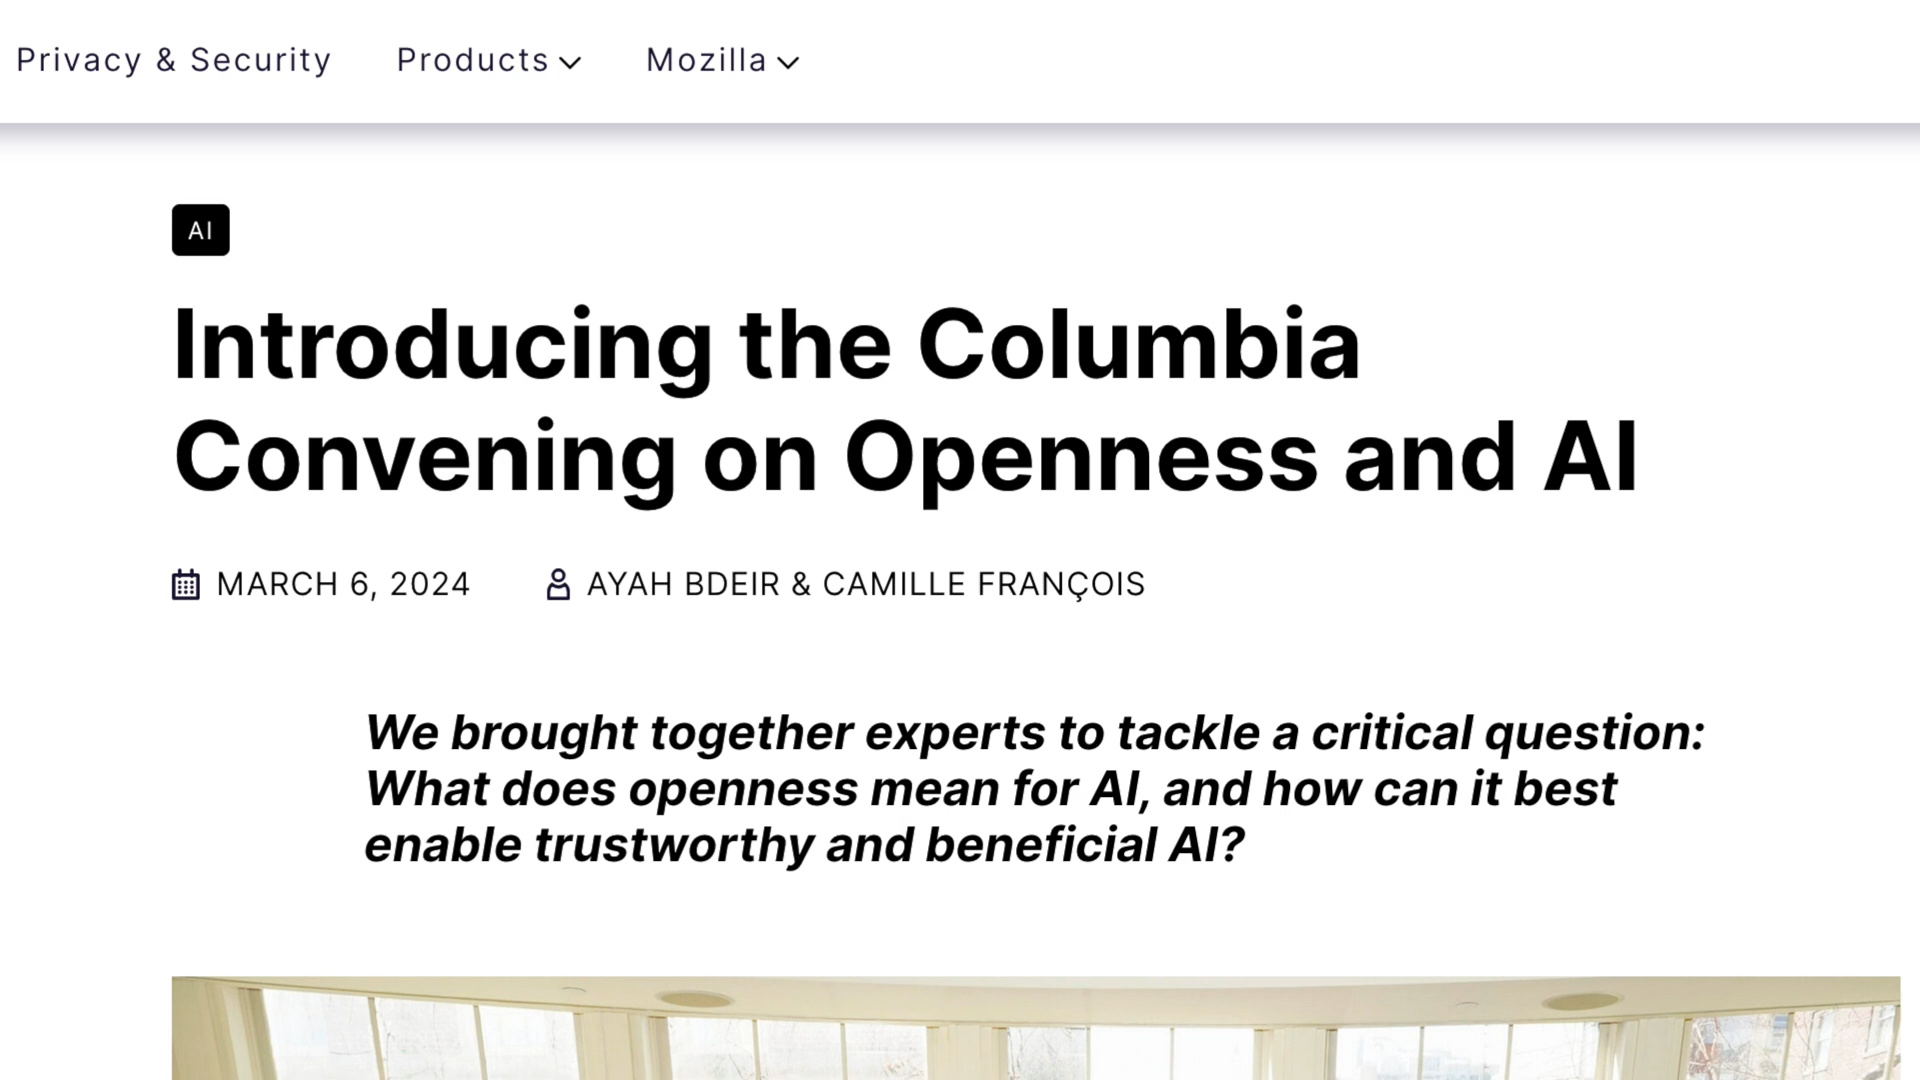 Privacy & Security Products Mozilla
AI
Introducing the Columbia
Convening on Openness and AI
MARCH 6, 2024 AYAH BDEIR & CAMILLE FRANÇOIS
We brought together experts to tackle a critical question:
What does openness mean for AI, and how can it best
enable trustworthy and beneficial AI?